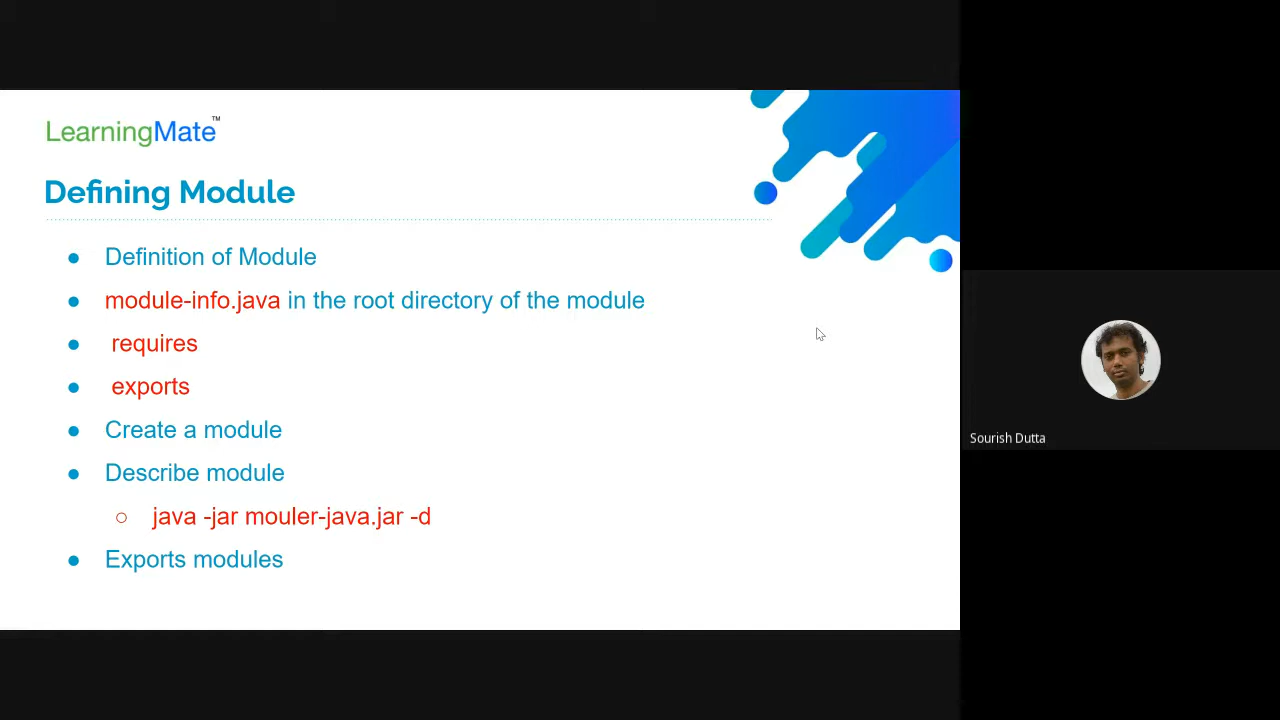 LearningMate™
Defining Module
● Definition of Module
● module-info.java in the root directory of the module
● requires
● exports
● Create a module
● Describe module
○ java -jar mouler-java.jar -d
● Exports modules
Sourish Dutta